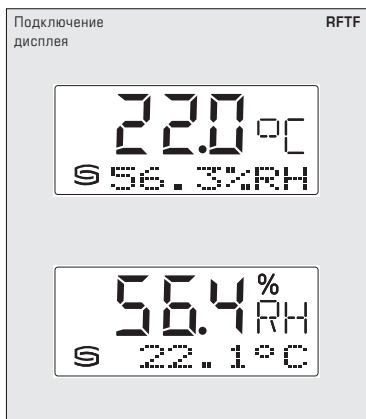 Подключение RFTF
дисплея
22.0 °C
56.3%RH
56.4 % RH
22.1°C